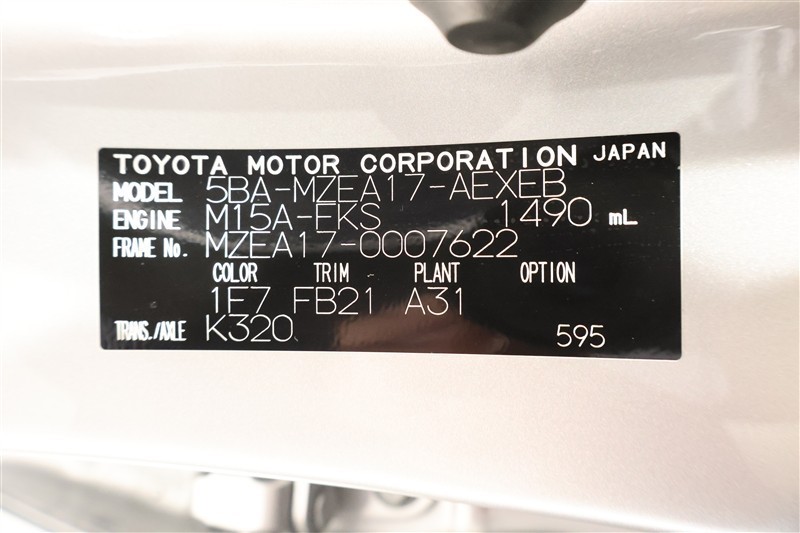 TOYOTA MOTOR CORPORATION JAPAN
MODEL 5BA-MZEA17-AEXEB
ENGINE M15A-FKS 1490 mL
FRAME No. MZEA17-0007622
COLOR TRIM PLANT OPTION
1F7 FB21 A31
TRANS./AXLE K320 595